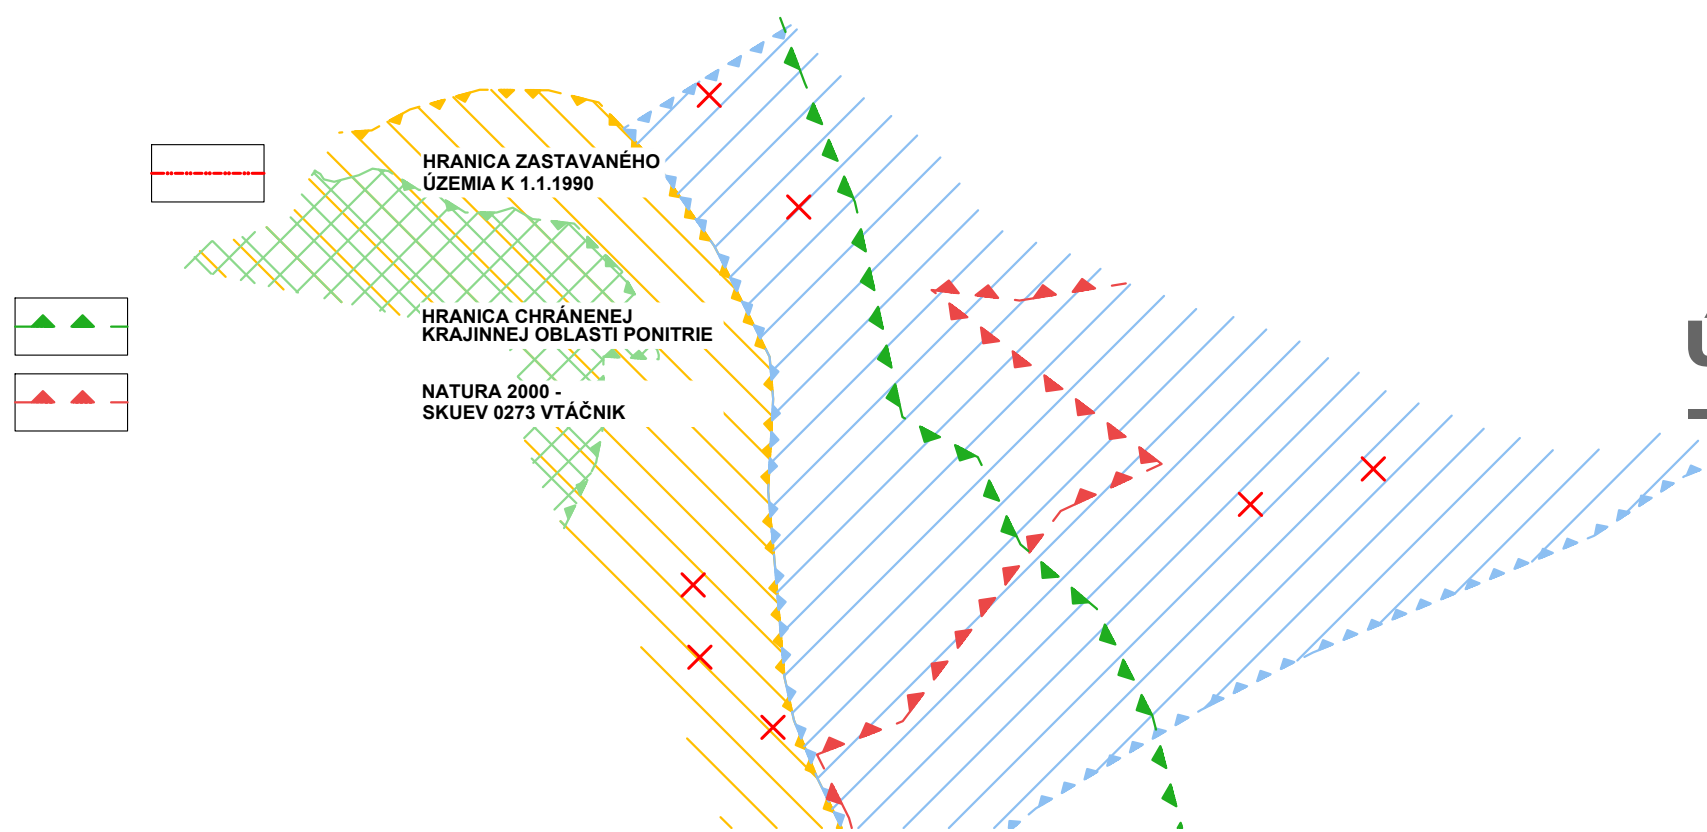 HRANICA ZASTAVANÉHO
ÚZEMIA K 1.1.1990
HRANICA CHRÁNENEJ
KRAJINNEJ OBLASTI PONITRIE
NATURA 2000 -
SKUEV 0273 VTÁČNIK